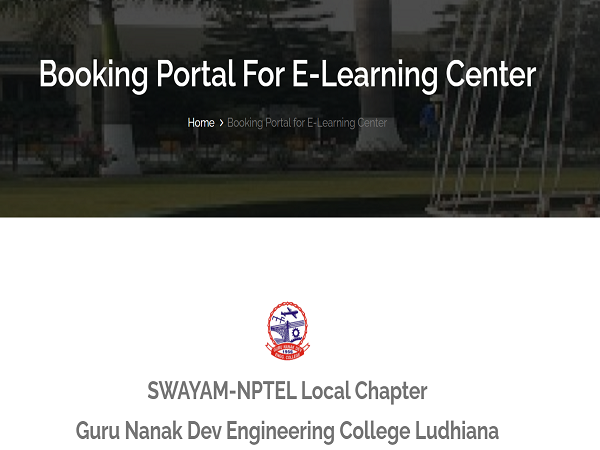 Booking Portal For E-Learning Center
Home › Booking Portal for E-Learning Center
1956
SWAYAM-NPTEL Local Chapter
Guru Nanak Dev Engineering College Ludhiana